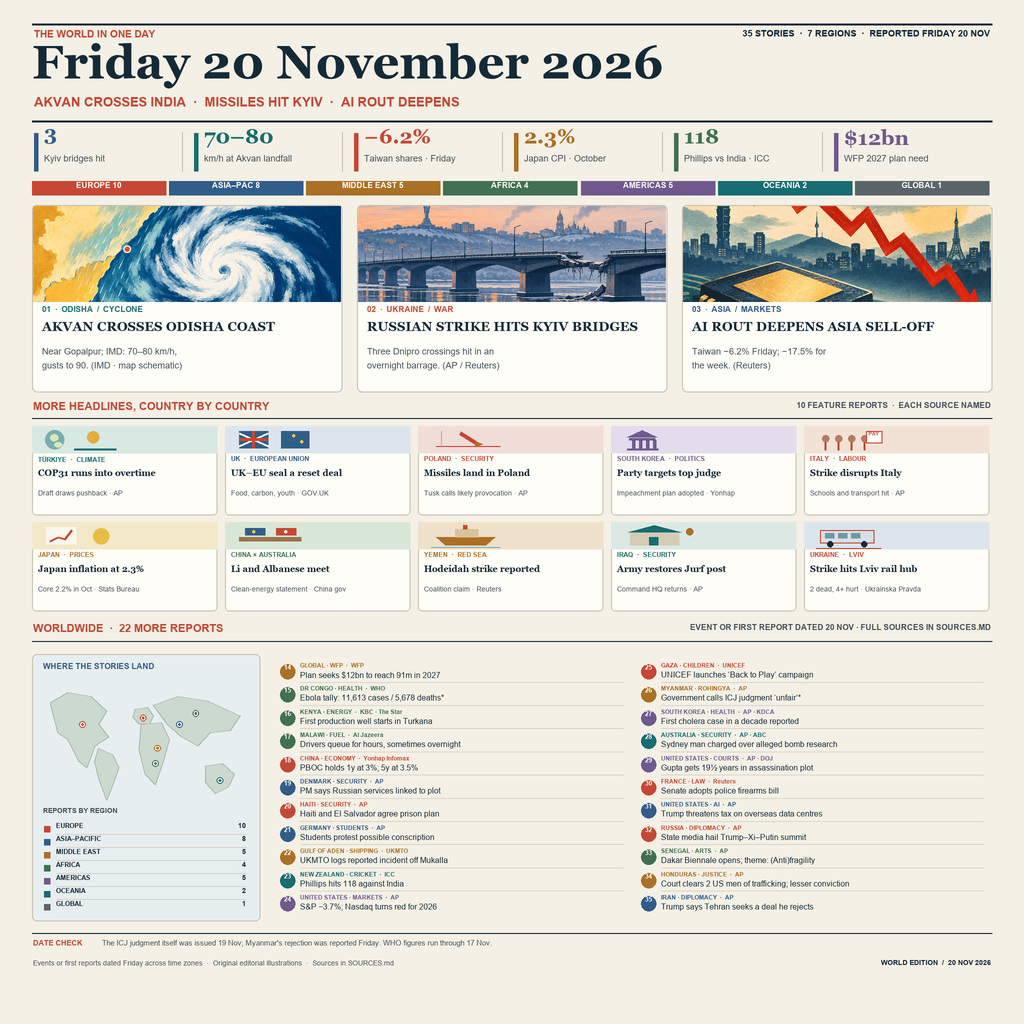 THE WORLD IN ONE DAY
35 STORIES · 7 REGIONS · REPORTED FRIDAY 20 NOV
Friday 20 November 2026
AKVAN CROSSES INDIA · MISSILES HIT KYIV · AI ROUT DEEPENS
3
Kyiv bridges hit
70–80
km/h at Akvan landfall
−6.2%
Taiwan shares · Friday
2.3%
Japan CPI · October
118
Phillips vs India · ICC
$12bn
WFP 2027 plan need
EUROPE 10
ASIA–PAC 8
MIDDLE EAST 5
AFRICA 4
AMERICAS 5
OCEANIA 2
GLOBAL 1
01 · ODISHA / CYCLONE
AKVAN CROSSES ODISHA COAST
Near Gopalpur; IMD: 70–80 km/h,
gusts to 90. (IMD · map schematic)
02 · UKRAINE / WAR
RUSSIAN STRIKE HITS KYIV BRIDGES
Three Dnipro crossings hit in an
overnight barrage. (AP / Reuters)
03 · ASIA / MARKETS
AI ROUT DEEPENS ASIA SELL-OFF
Taiwan −6.2% Friday; −17.5% for
the week. (Reuters)
MORE HEADLINES, COUNTRY BY COUNTRY
10 FEATURE REPORTS · EACH SOURCE NAMED
TÜRKIYE · CLIMATE
COP31 runs into overtime
Draft draws pushback · AP
UK · EUROPEAN UNION
UK–EU seal a reset deal
Food, carbon, youth · GOV.UK
POLAND · SECURITY
Missiles land in Poland
Tusk calls likely provocation · AP
SOUTH KOREA · POLITICS
Party targets top judge
Impeachment plan adopted · Yonhap
PAY
ITALY · LABOUR
Strike disrupts Italy
Schools and transport hit · AP
JAPAN · PRICES
Japan inflation at 2.3%
Core 2.2% in Oct · Stats Bureau
CHINA × AUSTRALIA
Li and Albanese meet
Clean-energy statement · China gov
YEMEN · RED SEA
Hodeidah strike reported
Coalition claim · Reuters
IRAQ · SECURITY
Army restores Jurf post
Command HQ returns · AP
UKRAINE · LVIV
Strike hits Lviv rail hub
2 dead, 4+ hurt · Ukrainska Pravda
WORLDWIDE · 22 MORE REPORTS
EVENT OR FIRST REPORT DATED 20 NOV · FULL SOURCES IN SOURCES.MD
WHERE THE STORIES LAND
REPORTS BY REGION
EUROPE 10
ASIA–PACIFIC 8
MIDDLE EAST 5
AFRICA 4
AMERICAS 5
OCEANIA 2
GLOBAL 1
14 GLOBAL · WFP · WFP
Plan seeks $12bn to reach 91m in 2027
15 DR CONGO · HEALTH · WHO
Ebola tally: 11,613 cases / 5,678 deaths*
16 KENYA · ENERGY · KBC · The Star
First production well starts in Turkana
17 MALAWI · FUEL · Al Jazeera
Drivers queue for hours, sometimes overnight
18 CHINA · ECONOMY · Yonhap Infomax
PBOC holds 1y at 3%; 5y at 3.5%
19 DENMARK · SECURITY · AP
PM says Russian services linked to plot
20 HAITI · SECURITY · AP
Haiti and El Salvador agree prison plan
21 GERMANY · STUDENTS · AP
Students protest possible conscription
22 GULF OF ADEN · SHIPPING · UKMTO
UKMTO logs reported incident off Mukalla
23 NEW ZEALAND · CRICKET · ICC
Phillips hits 118 against India
24 UNITED STATES · MARKETS · AP
S&P −3.7%; Nasdaq turns red for 2026
25 GAZA · CHILDREN · UNICEF
UNICEF launches 'Back to Play' campaign
26 MYANMAR · ROHINGYA · AP
Government calls ICJ judgment 'unfair'*
27 SOUTH KOREA · HEALTH · AP · KDCA
First cholera case in a decade reported
28 AUSTRALIA · SECURITY · AP · ABC
Sydney man charged over alleged bomb research
29 UNITED STATES · COURTS · AP · DOJ
Gupta gets 19½ years in assassination plot
30 FRANCE · LAW · Reuters
Senate adopts police firearms bill
31 UNITED STATES · AI · AP
Trump threatens tax on overseas data centres
32 RUSSIA · DIPLOMACY · AP
State media hail Trump–Xi–Putin summit
33 SENEGAL · ARTS · AP
Dakar Biennale opens; theme: (Anti)fragility
34 HONDURAS · JUSTICE · AP
Court clears 2 US men of trafficking; lesser conviction
35 IRAN · DIPLOMACY · AP
Trump says Tehran seeks a deal he rejects
DATE CHECK The ICJ judgment itself was issued 19 Nov; Myanmar's rejection was reported Friday. WHO figures run through 17 Nov.
Events or first reports dated Friday across time zones · Original editorial illustrations · Sources in SOURCES.md
WORLD EDITION / 20 NOV 2026